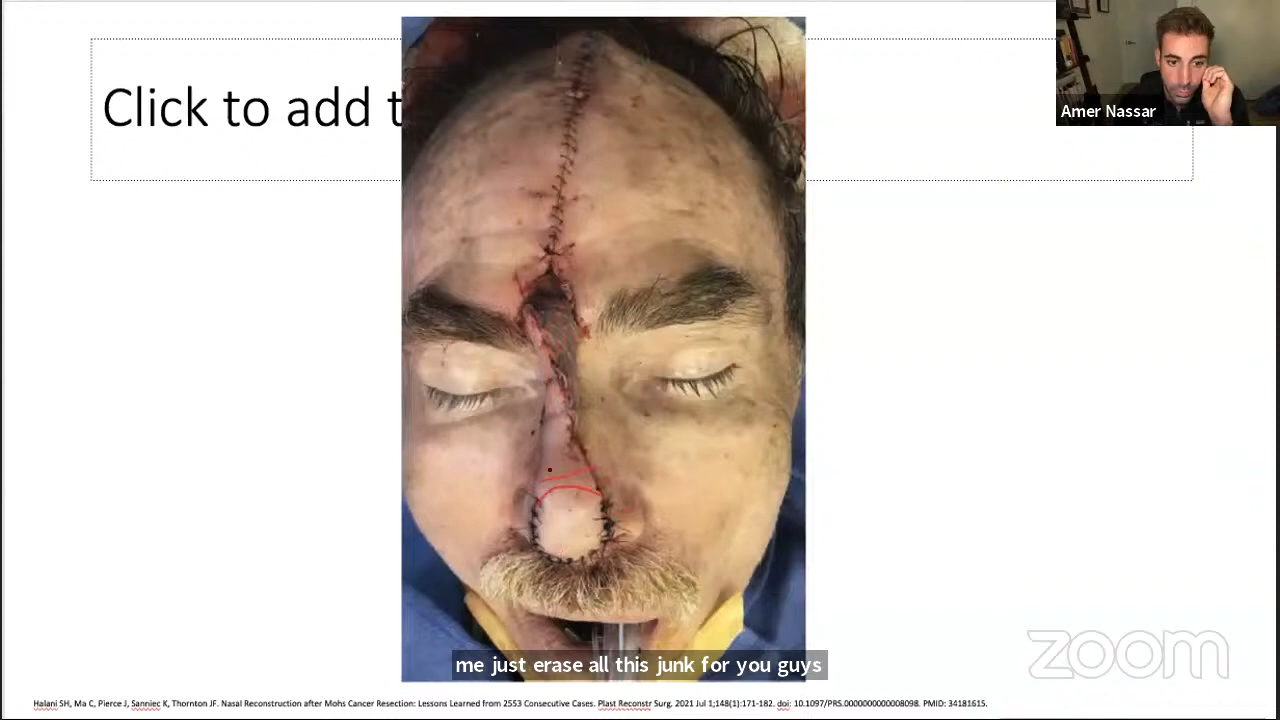 Click to add t
Amer Nassar
me just erase all this junk for you guys
zoom
Halani SH, Ma C, Pierce J, Sanniec K, Thornton JF. Nasal Reconstruction after Mohs Cancer Resection: Lessons Learned from 2553 Consecutive Cases. Plast Reconstr Surg. 2021 Jul 1;148(1):171-182. doi: 10.1097/PRS.0000000000008098. PMID: 34181615.